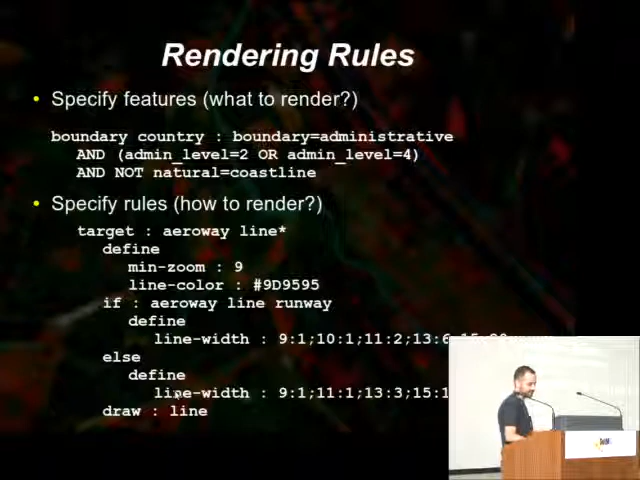 Rendering Rules
• Specify features (what to render?)
boundary country : boundary=administrative
AND (admin_level=2 OR admin_level=4)
AND NOT natural=coastline
• Specify rules (how to render?)
target : aeroway line*
define
min-zoom : 9
line-color : #9D9595
if : aeroway line runway
define
line-width : 9:1;10:1;11:2;13:6
else
define
line-width : 9:1;11:1;13:3;15:1
draw : line